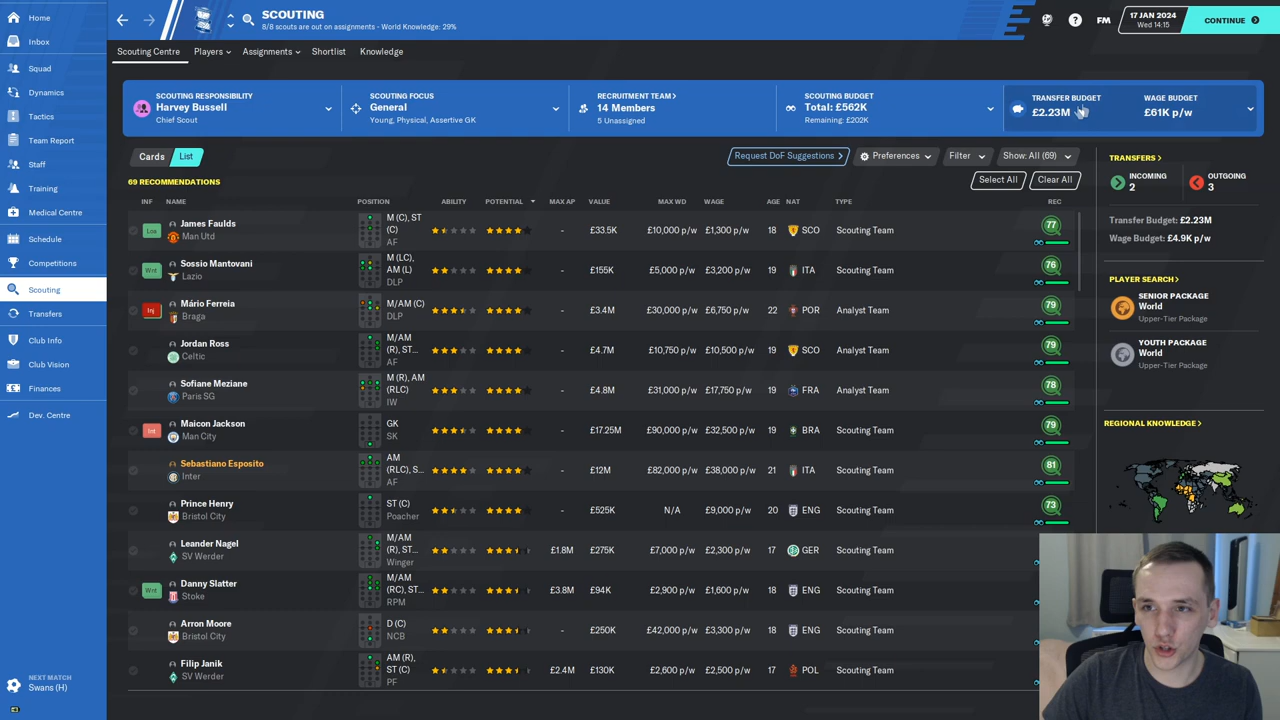 Home
Inbox
Squad
Dynamics
Tactics
Team Report
Staff
Training
Medical Centre
Schedule
Competitions
Scouting
Transfers
Club Info
Club Vision
Finances
Dev. Centre
NEXT MATCH
Swans (H)
SCOUTING
8/8 scouts are out on assignments - World Knowledge: 29%
FM
17 JAN 2024
Wed 14:15
CONTINUE
Scouting Centre Players Assignments Shortlist Knowledge
SCOUTING RESPONSIBILITY
Harvey Bussell
Chief Scout
SCOUTING FOCUS
General
Young, Physical, Assertive GK
RECRUITMENT TEAM >
14 Members
5 Unassigned
SCOUTING BUDGET
Total: £562K
Remaining: £202K
TRANSFER BUDGET
£2.23M
WAGE BUDGET
£61K p/w
Cards List
Request DoF Suggestions > Preferences Filter Show: All (69)
69 RECOMMENDATIONS
Select All Clear All
INF NAME POSITION ABILITY POTENTIAL MAX AP VALUE MAX WD WAGE AGE NAT TYPE REC
Loa James Faulds Man Utd M (C), ST (C) AF - £33.5K £10,000 p/w £1,300 p/w 18 SCO Scouting Team 77
Wnt Sossio Mantovani Lazio M (LC), AM (L) DLP - £155K £5,000 p/w £3,200 p/w 19 ITA Scouting Team 76
Inj Mário Ferreia Braga M/AM (C) DLP - £3.4M £30,000 p/w £6,750 p/w 22 POR Analyst Team 79
Jordan Ross Celtic M/AM (R), ST... AF - £4.7M £10,750 p/w £10,500 p/w 19 SCO Analyst Team 79
Sofiane Meziane Paris SG M (R), AM (RLC) IW - £4.8M £31,000 p/w £17,750 p/w 19 FRA Analyst Team 78
Int Maicon Jackson Man City GK SK - £17.25M £90,000 p/w £32,500 p/w 19 BRA Scouting Team 79
Sebastiano Esposito Inter AM (RLC), S... AF - £12M £82,000 p/w £38,000 p/w 21 ITA Scouting Team 81
Prince Henry Bristol City ST (C) Poacher - £525K N/A £9,000 p/w 20 ENG Scouting Team 73
Leander Nagel SV Werder M/AM (R), ST... Winger £1.8M £275K £7,000 p/w £2,300 p/w 17 GER Scouting Team
Wnt Danny Slatter Stoke M/AM (RC), ST... RPM £3.8M £94K £2,900 p/w £1,600 p/w 18 ENG Scouting Team
Arron Moore Bristol City D (C) NCB - £250K £42,000 p/w £3,300 p/w 18 ENG Scouting Team
Filip Janik SV Werder AM (R), ST (C) PF £2.4M £130K £2,600 p/w £2,500 p/w 17 POL Scouting Team
TRANSFERS >
INCOMING
2
OUTGOING
3
Transfer Budget: £2.23M
Wage Budget: £4.9K p/w
PLAYER SEARCH >
SENIOR PACKAGE
World
Upper-Tier Package
YOUTH PACKAGE
World
Upper-Tier Package
REGIONAL KNOWLEDGE >